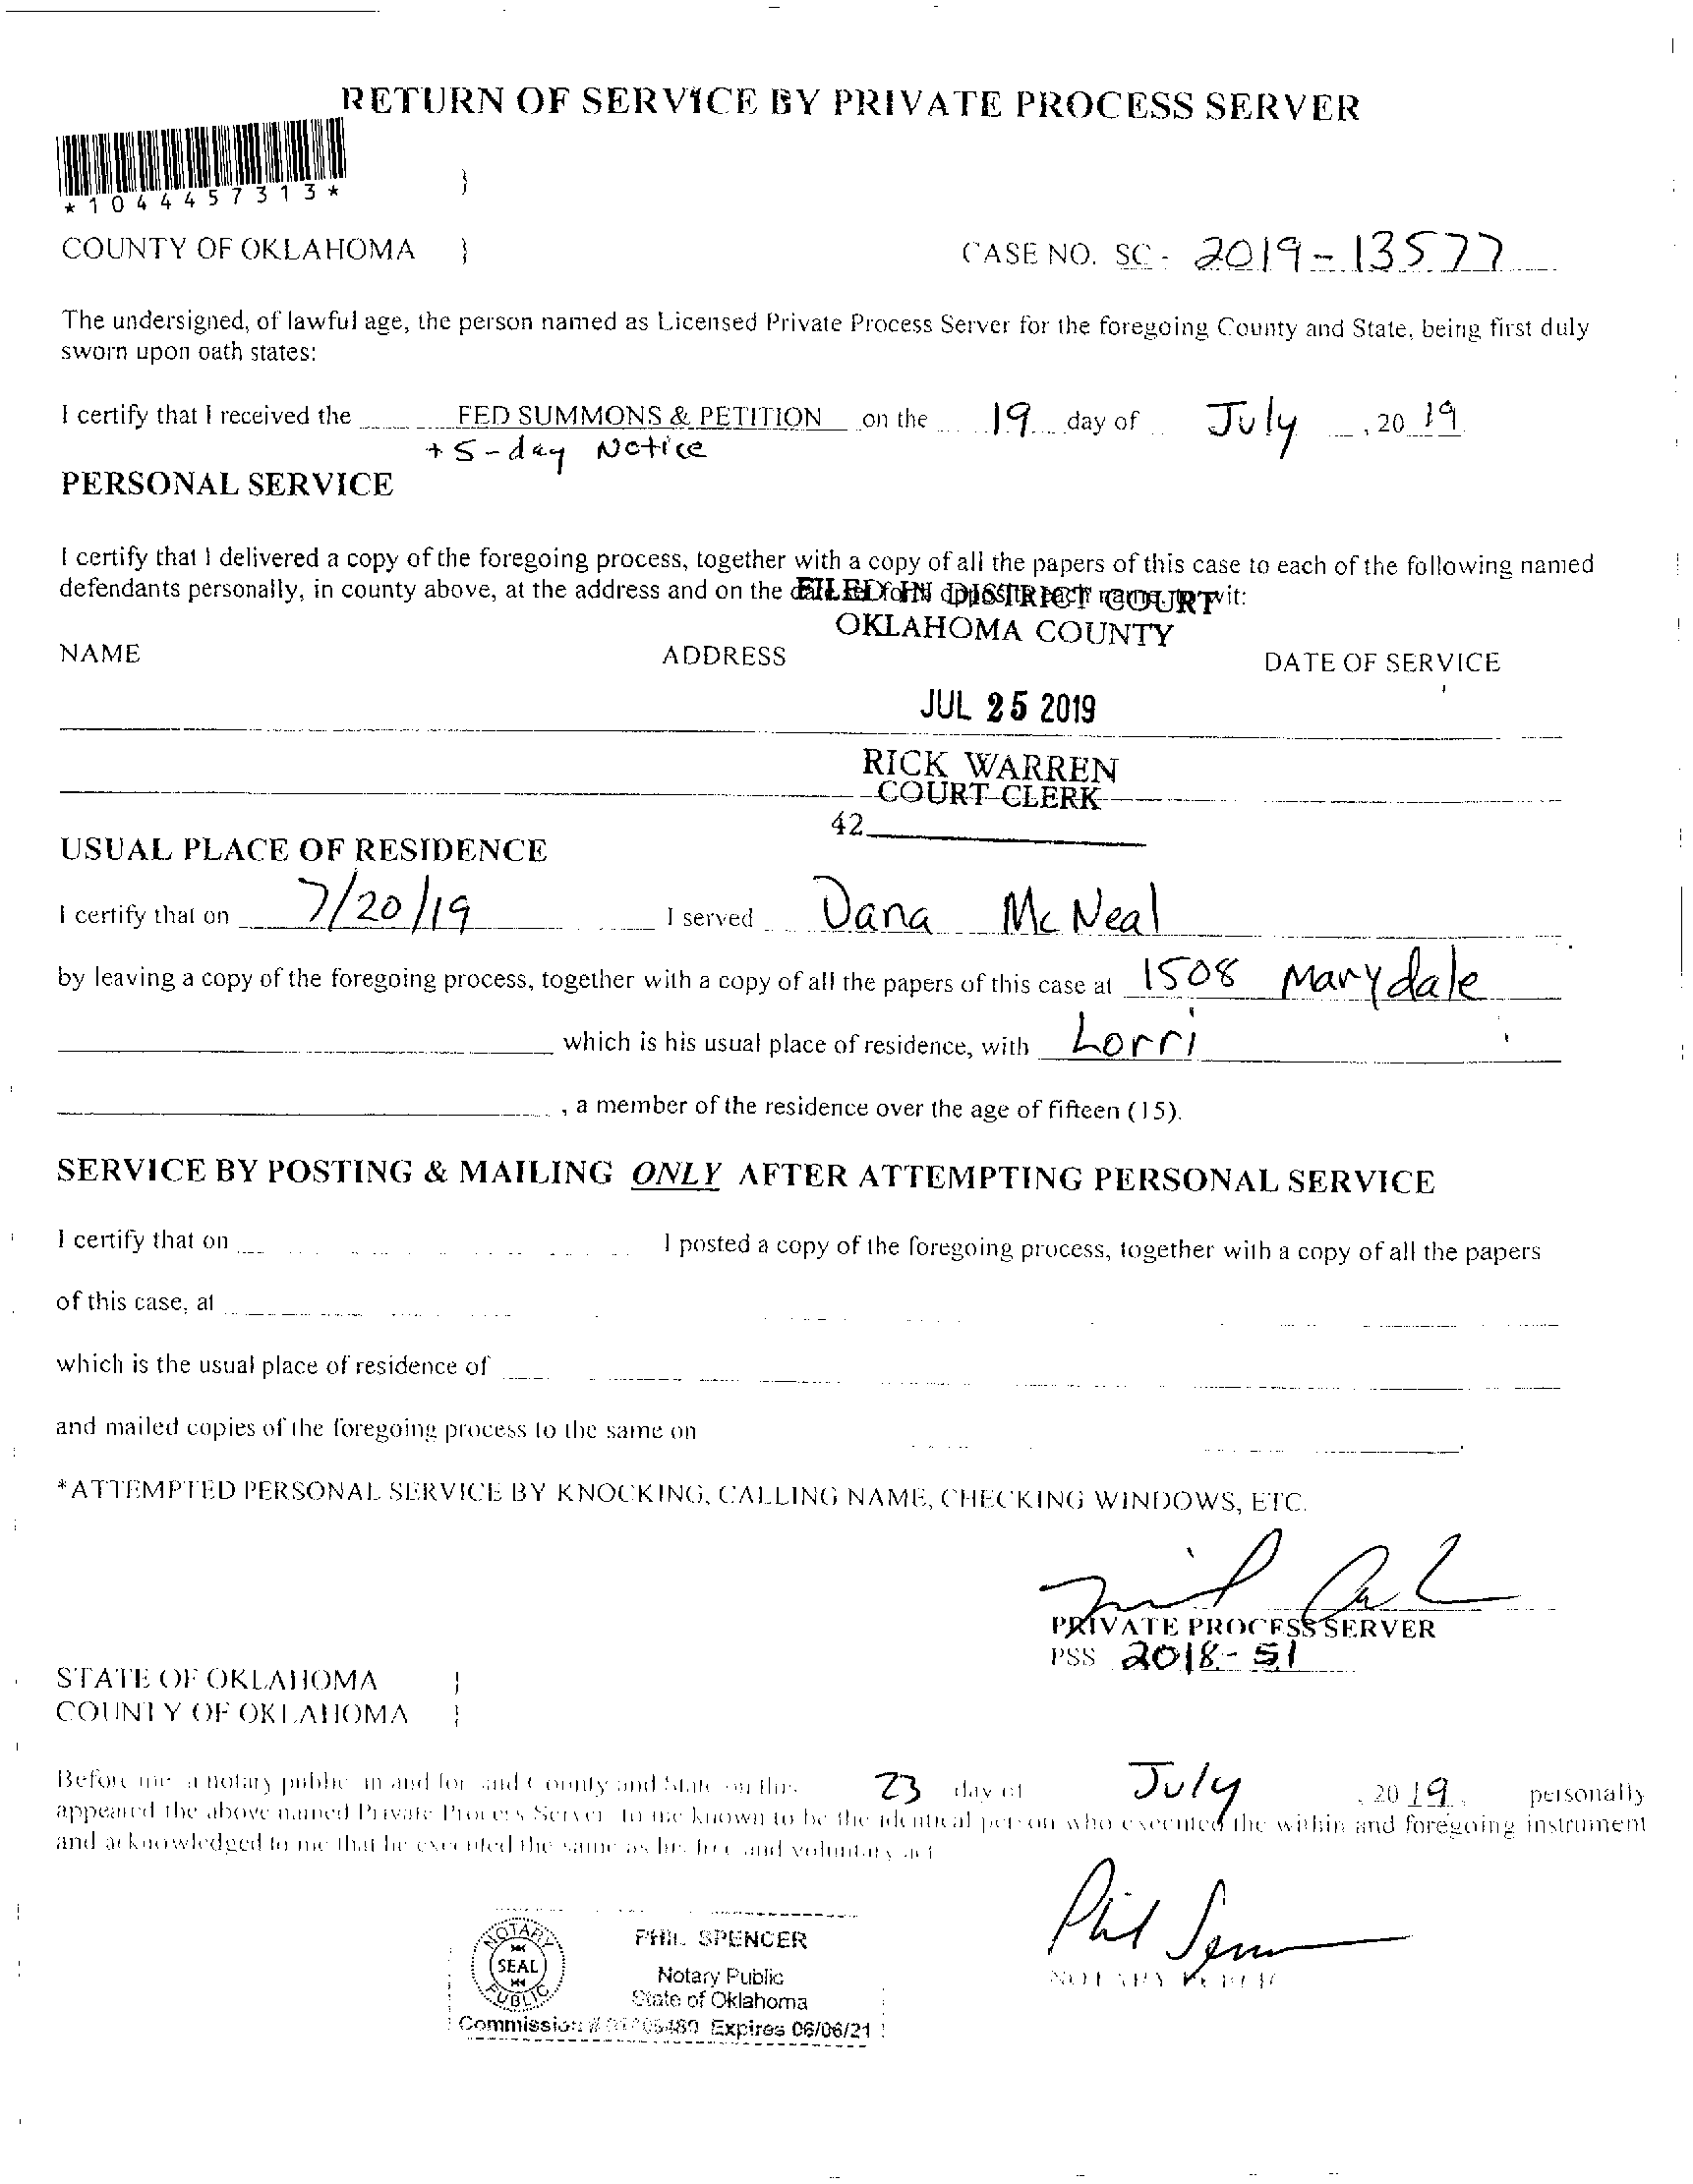 RETURN OF SERVICE BY PRIVATE PROCESS SERVER
*1044457313*
}
COUNTY OF OKLAHOMA }
CASE NO. SC - 2019-13577
The undersigned, of lawful age, the person named as Licensed Private Process Server for the foregoing County and State, being first duly
sworn upon oath states:
I certify that I received the FED SUMMONS & PETITION on the 19 day of July, 20 19
+ 5-day Notice
PERSONAL SERVICE
I certify that I delivered a copy of the foregoing process, together with a copy of all the papers of this case to each of the following named
defendants personally, in county above, at the address and on the wit:
FILED IN DISTRICT COURT
OKLAHOMA COUNTY
NAME ADDRESS DATE OF SERVICE
JUL 25 2019
RICK WARREN
COURT CLERK
42
USUAL PLACE OF RESIDENCE
I certify that on 7/20/19 I served Dana McNeal
by leaving a copy of the foregoing process, together with a copy of all the papers of this case at 1508 Marydale
which is his usual place of residence, with Lorri
, a member of the residence over the age of fifteen (15).
SERVICE BY POSTING & MAILING ONLY AFTER ATTEMPTING PERSONAL SERVICE
I certify that on I posted a copy of the foregoing process, together with a copy of all the papers
of this case, at
which is the usual place of residence of
and mailed copies of the foregoing process to the same on .
*ATTEMPTED PERSONAL SERVICE BY KNOCKING, CALLING NAME, CHECKING WINDOWS, ETC.
PRIVATE PROCESS SERVER
PSS 2018-51
STATE OF OKLAHOMA }
COUNTY OF OKLAHOMA }
Before me a notary public in and for said County and State on this 23 day of July, 20 19, personally
appeared the above named Private Process Server to me known to be the identical person who executed the within and foregoing instrument
and acknowledged to me that he executed the same as his free and voluntary act
NOTARY PUBLIC
NOTARY
SEAL
PUBLIC
PHIL SPENCER
Notary Public
State of Oklahoma
Commission # Expires 06/06/21